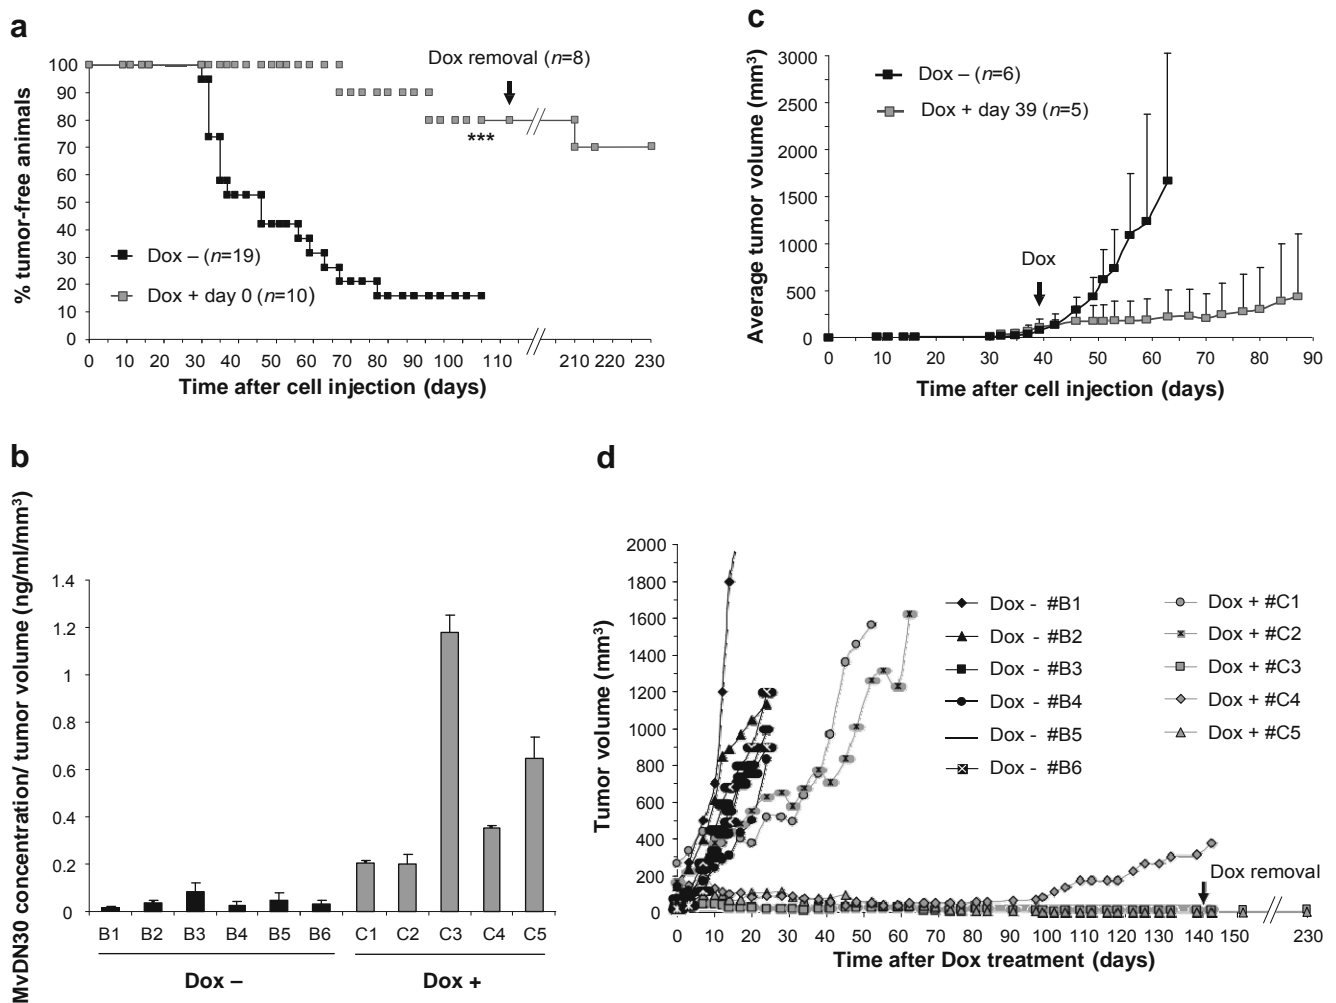 a
% tumor-free animals
100
90
80
70
60
50
40
30
20
10
0
Dox removal (n=8)
***
Dox – (n=19)
Dox + day 0 (n=10)
0 10 20 30 40 50 60 70 80 90 100 110 210 220 230
Time after cell injection (days)
c
Average tumor volume (mm³)
3000
2500
2000
1500
1000
500
0
Dox – (n=6)
Dox + day 39 (n=5)
Dox
0 10 20 30 40 50 60 70 80 90
Time after cell injection (days)
b
MvDN30 concentration/ tumor volume (ng/ml/mm³)
1.4
1.2
1
0.8
0.6
0.4
0.2
0
B1 B2 B3 B4 B5 B6 C1 C2 C3 C4 C5
Dox – Dox +
d
Tumor volume (mm³)
2000
1800
1600
1400
1200
1000
800
600
400
200
0
Dox - #B1
Dox - #B2
Dox - #B3
Dox - #B4
Dox - #B5
Dox - #B6
Dox + #C1
Dox + #C2
Dox + #C3
Dox + #C4
Dox + #C5
Dox removal
0 10 20 30 40 50 60 70 80 90 100 110 120 130 140 150 230
Time after Dox treatment (days)